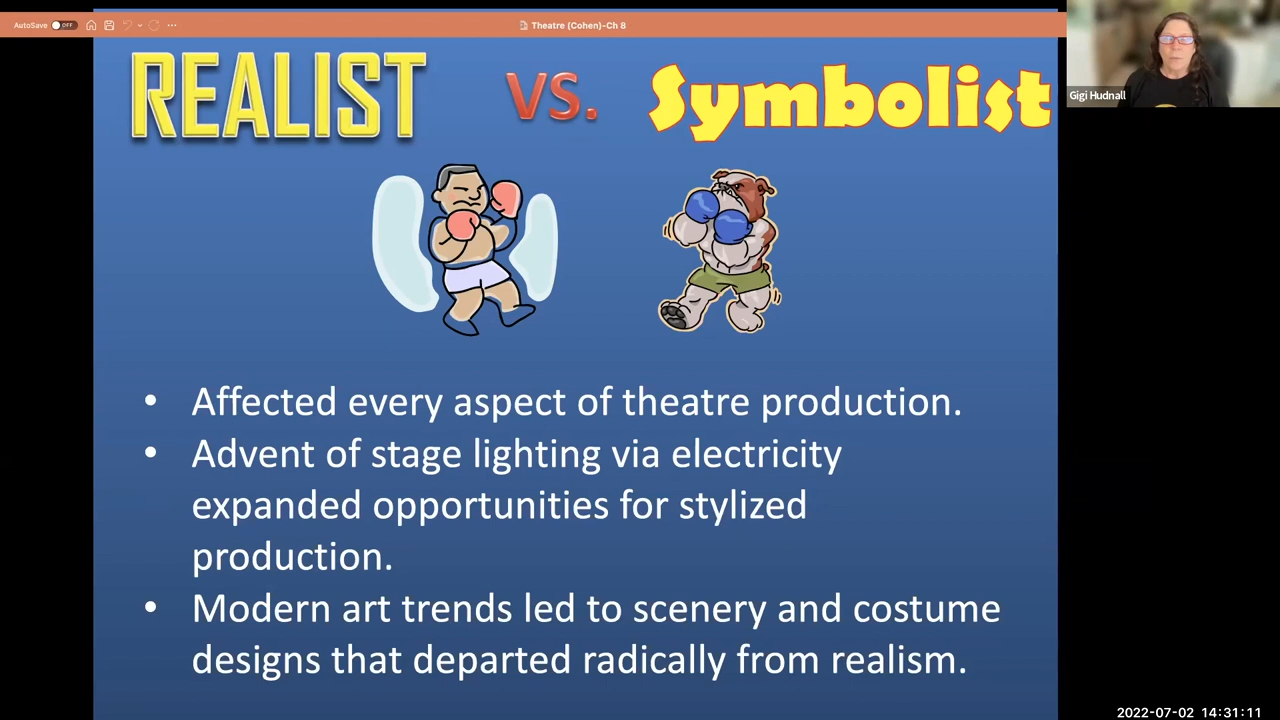 AutoSave OFF
Theatre (Cohen)-Ch 8
REALIST vs. Symbolist
Gigi Hudnall
• Affected every aspect of theatre production.
• Advent of stage lighting via electricity
expanded opportunities for stylized
production.
• Modern art trends led to scenery and costume
designs that departed radically from realism.
2022-07-02 14:31:11